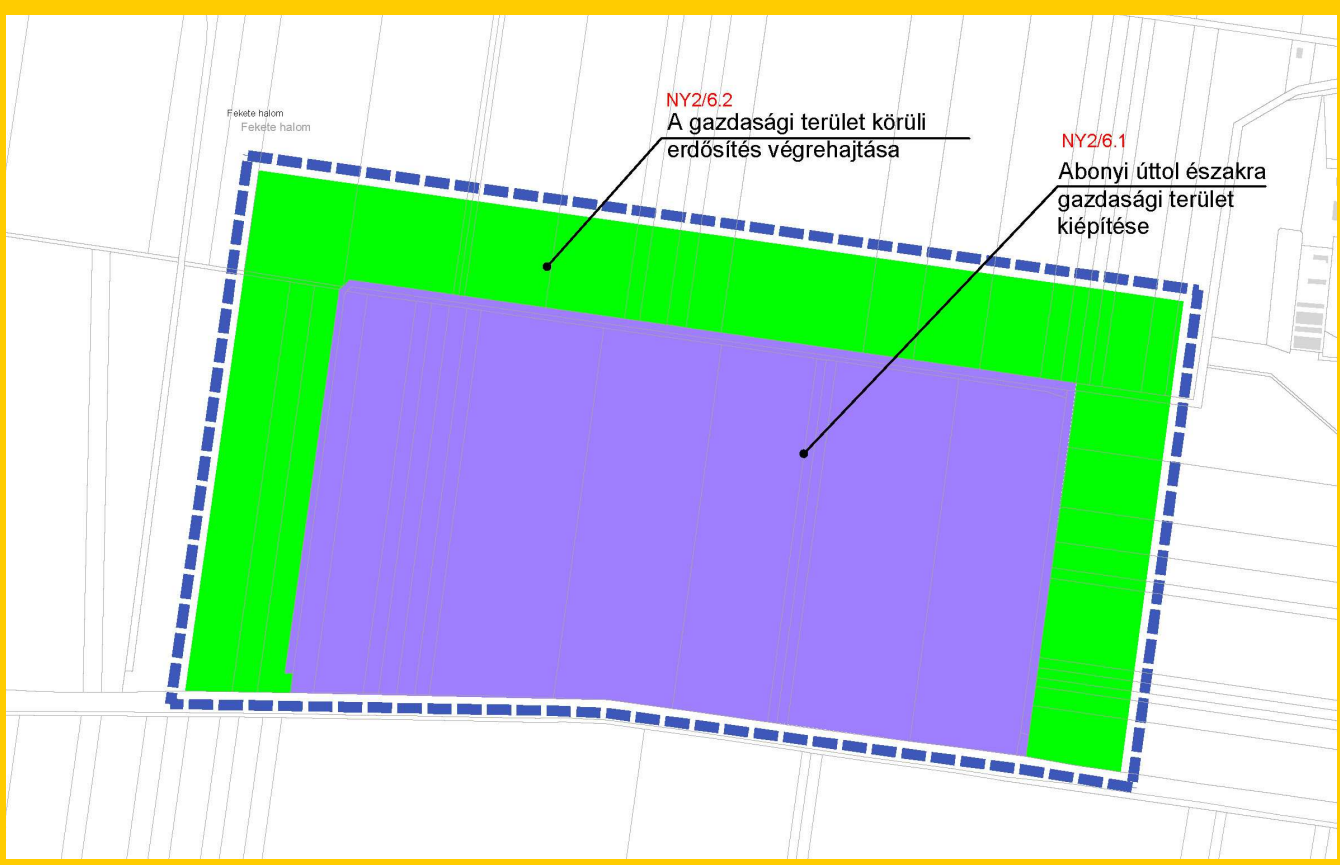 Fekete halom
Fekete halom
NY2/6.2
A gazdasági terület körüli
erdősítés végrehajtása
NY2/6.1
Abonyi úttol északra
gazdasági terület
kiépítése